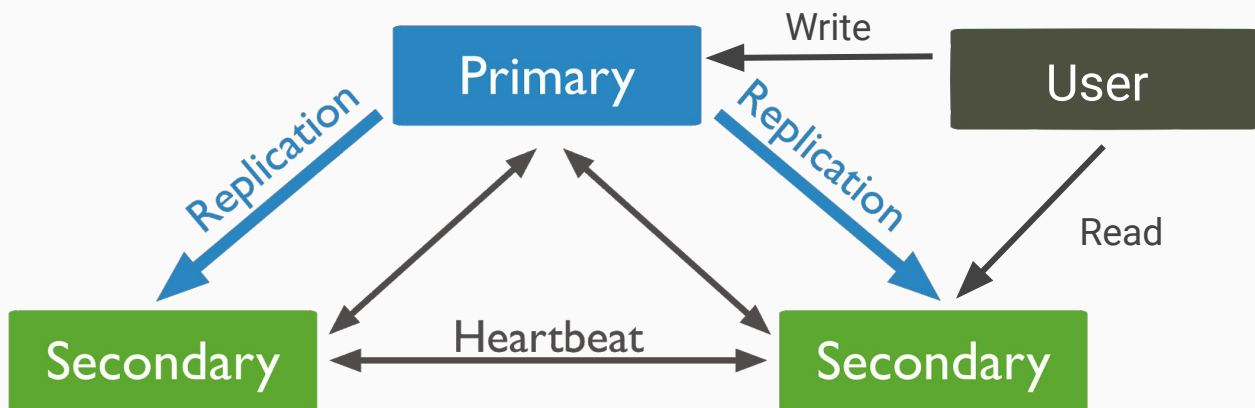 Write
Primary
User
Replication
Replication
Read
Heartbeat
Secondary
Secondary